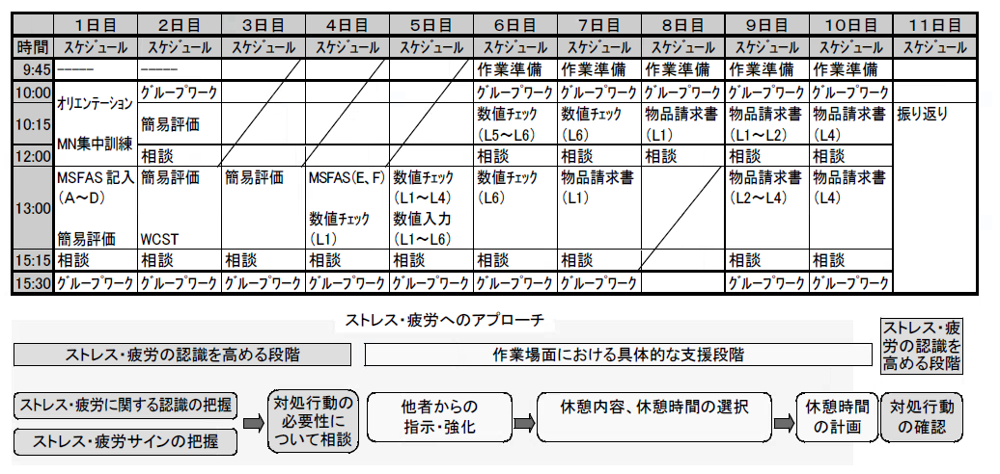 1日目 2日目 3日目 4日目 5日目 6日目 7日目 8日目 9日目 10日目 11日目
時間 ｽｹｼﾞｭｰﾙ ｽｹｼﾞｭｰﾙ ｽｹｼﾞｭｰﾙ ｽｹｼﾞｭｰﾙ ｽｹｼﾞｭｰﾙ ｽｹｼﾞｭｰﾙ ｽｹｼﾞｭｰﾙ ｽｹｼﾞｭｰﾙ ｽｹｼﾞｭｰﾙ ｽｹｼﾞｭｰﾙ ｽｹｼﾞｭｰﾙ
9:45 ----- ----- 作業準備 作業準備 作業準備 作業準備 作業準備
10:00 ｵﾘｴﾝﾃｰｼｮﾝ ｸﾞﾙｰﾌﾟﾜｰｸ ｸﾞﾙｰﾌﾟﾜｰｸ ｸﾞﾙｰﾌﾟﾜｰｸ ｸﾞﾙｰﾌﾟﾜｰｸ ｸﾞﾙｰﾌﾟﾜｰｸ ｸﾞﾙｰﾌﾟﾜｰｸ
10:15 MN集中訓練 簡易評価 数値ﾁｪｯｸ 数値ﾁｪｯｸ 物品請求書 物品請求書 物品請求書 振り返り
(L5～L6) (L6) (L1) (L1～L2) (L4)
12:00 相談 相談 相談 相談 相談 相談
13:00 MSFAS記入 簡易評価 簡易評価 MSFAS(E、F) 数値ﾁｪｯｸ 数値ﾁｪｯｸ 物品請求書 物品請求書 物品請求書
(A～D) (L1～L4) (L6) (L1) (L2～L4) (L4)
数値ﾁｪｯｸ 数値入力
簡易評価 WCST (L1) (L1～L6)
15:15 相談 相談 相談 相談 相談 相談 相談 相談 相談
15:30 ｸﾞﾙｰﾌﾟﾜｰｸ ｸﾞﾙｰﾌﾟﾜｰｸ ｸﾞﾙｰﾌﾟﾜｰｸ ｸﾞﾙｰﾌﾟﾜｰｸ ｸﾞﾙｰﾌﾟﾜｰｸ ｸﾞﾙｰﾌﾟﾜｰｸ ｸﾞﾙｰﾌﾟﾜｰｸ ｸﾞﾙｰﾌﾟﾜｰｸ ｸﾞﾙｰﾌﾟﾜｰｸ
ストレス・疲労へのアプローチ
ストレス・疲労の認識を高める段階
作業場面における具体的な支援段階
ストレス・疲
労の認識を
高める段階
ストレス・疲労に関する認識の把握
ストレス・疲労サインの把握
対処行動の
必要性に
ついて相談
他者からの
指示・強化
休憩内容、休憩時間の選択
休憩時間
の計画
対処行動
の確認